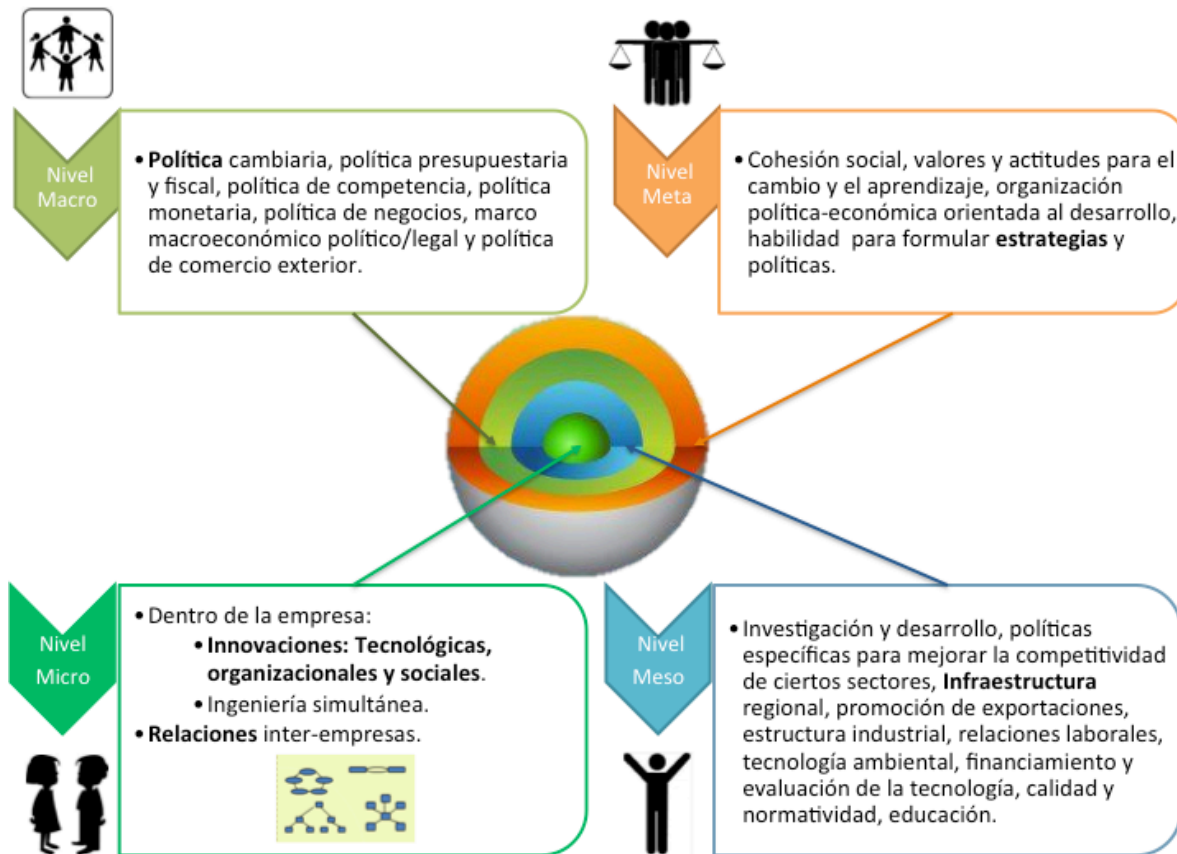 Nivel
Macro
•Política cambiaria, política presupuestaria
y fiscal, política de competencia, política
monetaria, política de negocios, marco
macroeconómico político/legal y política
de comercio exterior.
Nivel
Meta
•Cohesión social, valores y actitudes para el
cambio y el aprendizaje, organización
política-económica orientada al desarrollo,
habilidad para formular estrategias y
políticas.
Nivel
Micro
•Dentro de la empresa:
•Innovaciones: Tecnológicas,
organizacionales y sociales.
•Ingeniería simultánea.
•Relaciones inter-empresas.
Nivel
Meso
•Investigación y desarrollo, políticas
específicas para mejorar la competitividad
de ciertos sectores, Infraestructura
regional, promoción de exportaciones,
estructura industrial, relaciones laborales,
tecnología ambiental, financiamiento y
evaluación de la tecnología, calidad y
normatividad, educación.